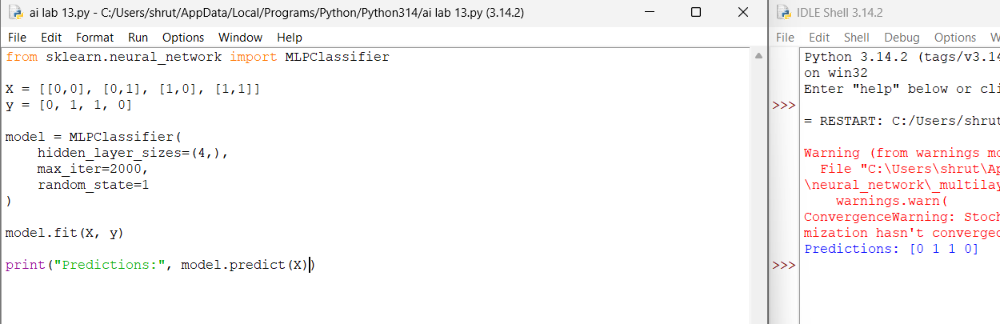 ai lab 13.py - C:/Users/shrut/AppData/Local/Programs/Python/Python314/ai lab 13.py (3.14.2)
File Edit Format Run Options Window Help
from sklearn.neural_network import MLPClassifier
X = [[0,0], [0,1], [1,0], [1,1]]
y = [0, 1, 1, 0]
model = MLPClassifier(
    hidden_layer_sizes=(4,),
    max_iter=2000,
    random_state=1
)
model.fit(X, y)
print("Predictions:", model.predict(X))
IDLE Shell 3.14.2
File Edit Shell Debug Options W
Python 3.14.2 (tags/v3.14
on win32
Enter "help" below or cli
>>>
= RESTART: C:/Users/shrut
Warning (from warnings mo
  File "C:\Users\shrut\Ap
\neural_network\_multilay
    warnings.warn(
ConvergenceWarning: Stoch
mization hasn't converged
Predictions: [0 1 1 0]
>>>